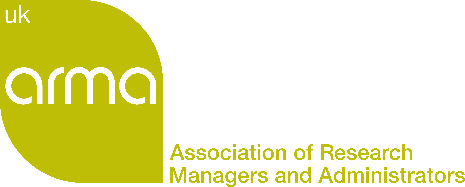 uk
arma
Association of Research
Managers and Administrators